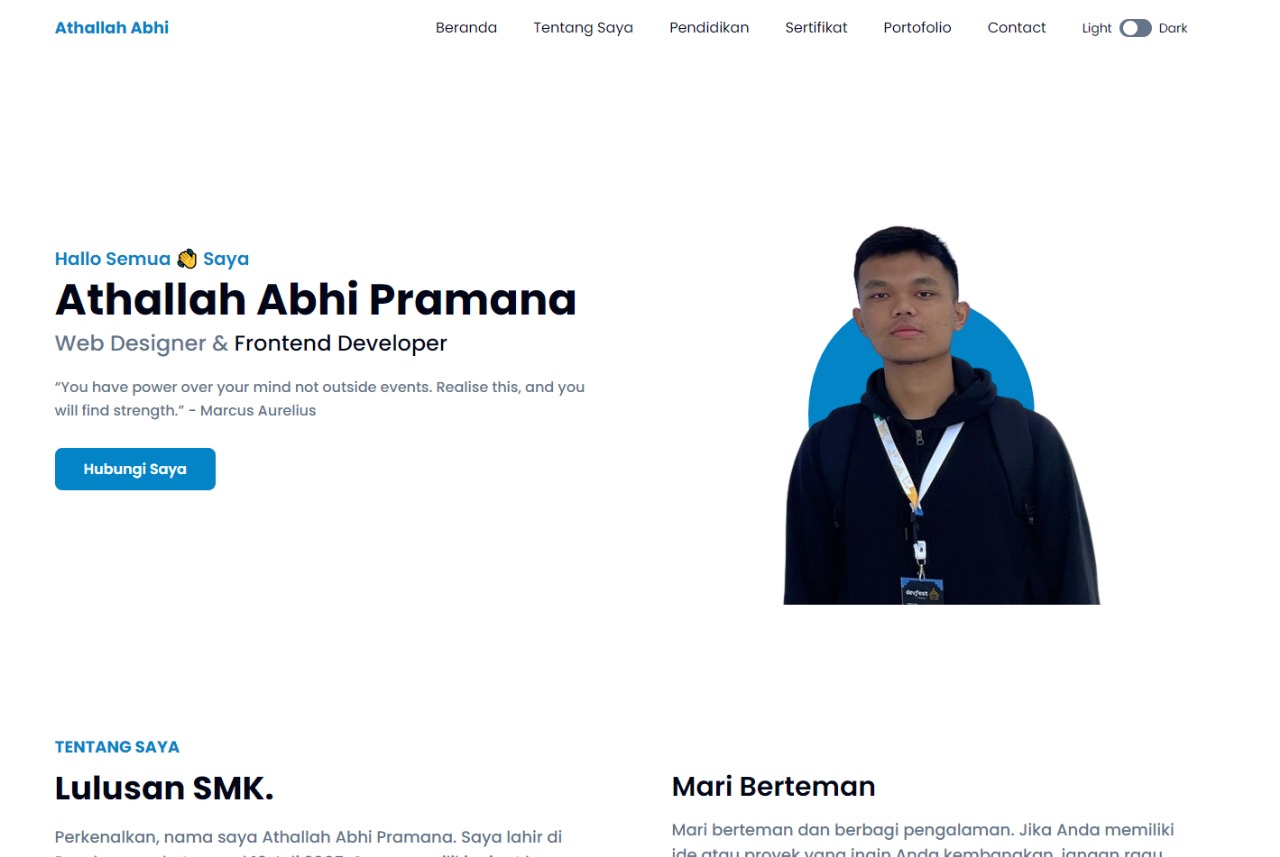 Athallah Abhi
Beranda Tentang Saya Pendidikan Sertifikat Portofolio Contact Light Dark
Hallo Semua 👋 Saya
Athallah Abhi Pramana
Web Designer & Frontend Developer
“You have power over your mind not outside events. Realise this, and you
will find strength.” - Marcus Aurelius
Hubungi Saya
devfest
TENTANG SAYA
Lulusan SMK.
Perkenalkan, nama saya Athallah Abhi Pramana. Saya lahir di
Mari Berteman
Mari berteman dan berbagi pengalaman. Jika Anda memiliki
ide atau proyek yang ingin Anda kembangkan, jangan ragu